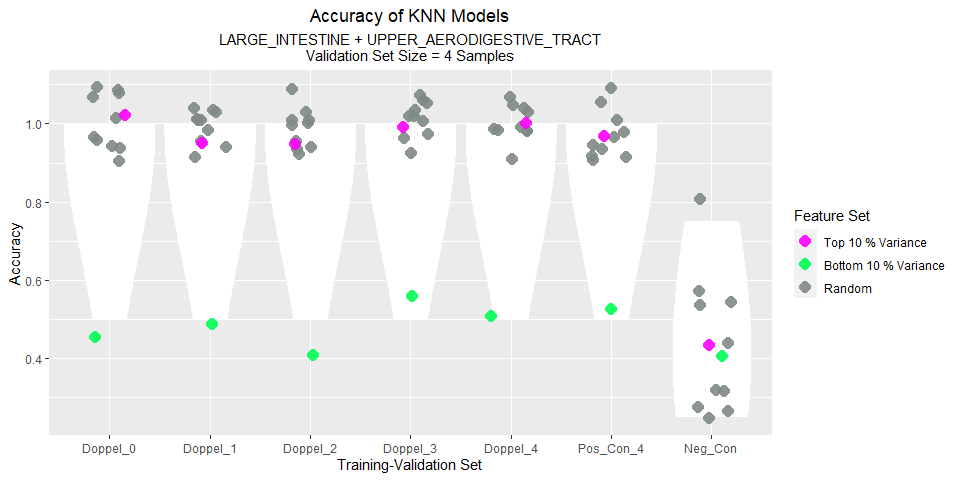 Accuracy of KNN Models
LARGE_INTESTINE + UPPER_AERODIGESTIVE_TRACT
Validation Set Size = 4 Samples
Accuracy
1.0
0.8
0.6
0.4
Doppel_0
Doppel_1
Doppel_2
Doppel_3
Doppel_4
Pos_Con_4
Neg_Con
Training-Validation Set
Feature Set
Top 10 % Variance
Bottom 10 % Variance
Random